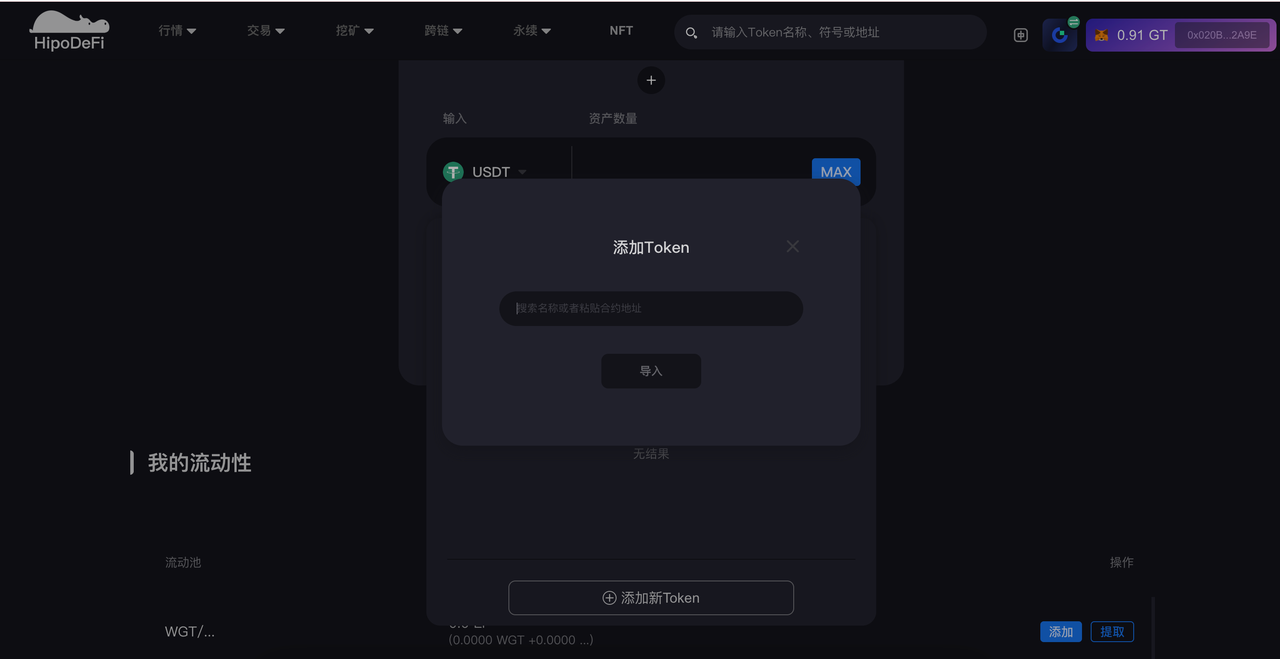 HipoDeFi
行情 交易 挖矿 跨链 永续 NFT 请输入Token名称、符号或地址 中 0.91 GT 0x020B...2A9E
+
输入 资产数量
USDT MAX
添加Token
搜索名称或者粘贴合约地址
导入
无结果
我的流动性
流动池 操作
添加新Token
WGT/... 添加 提取
(0.0000 WGT +0.0000 ...)